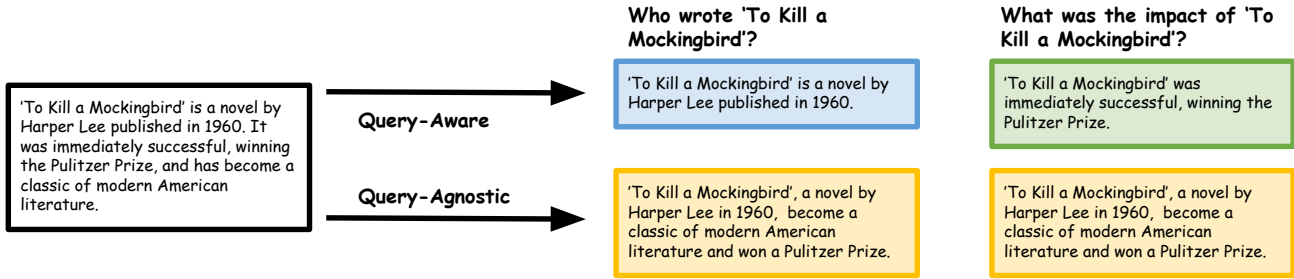 Who wrote 'To Kill a
Mockingbird'?
What was the impact of 'To
Kill a Mockingbird'?
'To Kill a Mockingbird' is a novel by
Harper Lee published in 1960. It
was immediately successful, winning
the Pulitzer Prize, and has become a
classic of modern American
literature.
Query-Aware
Query-Agnostic
'To Kill a Mockingbird' is a novel by
Harper Lee published in 1960.
'To Kill a Mockingbird' was
immediately successful, winning the
Pulitzer Prize.
'To Kill a Mockingbird', a novel by
Harper Lee in 1960, become a
classic of modern American
literature and won a Pulitzer Prize.
'To Kill a Mockingbird', a novel by
Harper Lee in 1960, become a
classic of modern American
literature and won a Pulitzer Prize.